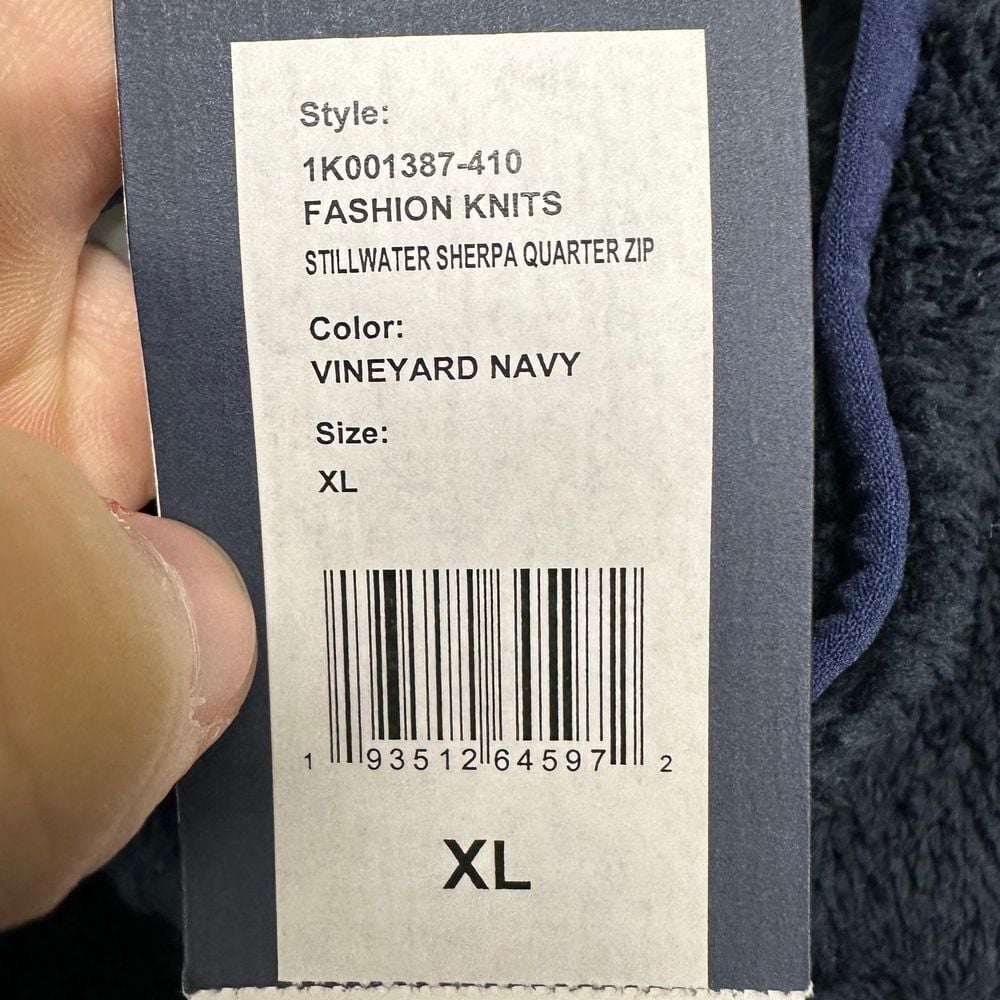 Style:
1K001387-410
FASHION KNITS
STILLWATER SHERPA QUARTER ZIP
Color:
VINEYARD NAVY
Size:
XL
1 93512 64597 2
XL